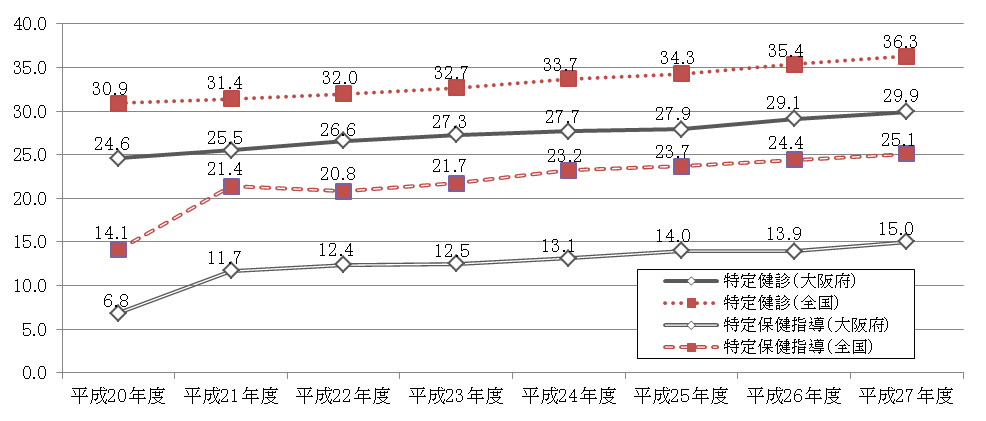 40.0
35.0
30.0
25.0
20.0
15.0
10.0
5.0
0.0
30.9 31.4 32.0 32.7 33.7 34.3 35.4 36.3
24.6 25.5 26.6 27.3 27.7 27.9 29.1 29.9
14.1 21.4 20.8 21.7 23.2 23.7 24.4 25.1
6.8 11.7 12.4 12.5 13.1 14.0 13.9 15.0
特定健診(大阪府)
特定健診(全国)
特定保健指導(大阪府)
特定保健指導(全国)
平成20年度 平成21年度 平成22年度 平成23年度 平成24年度 平成25年度 平成26年度 平成27年度